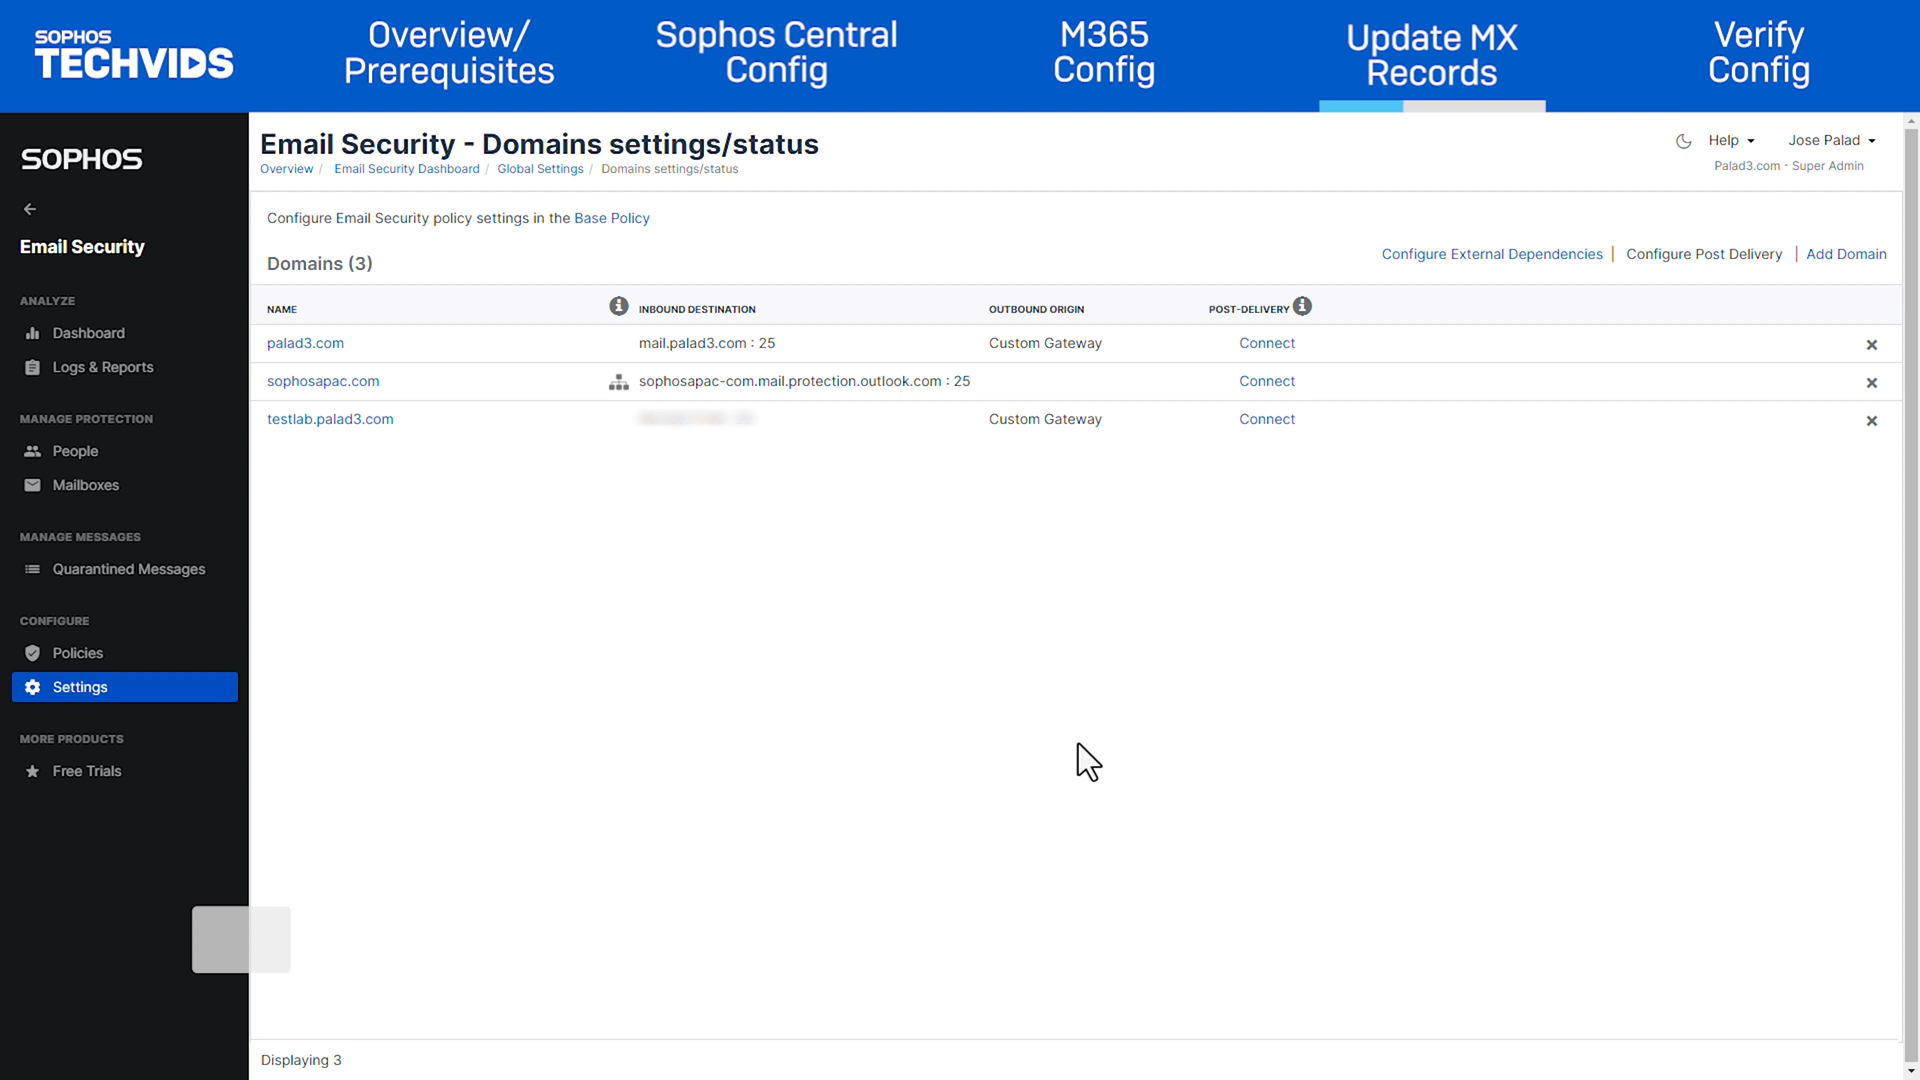 SOPHOS
TECHVIDS
Overview/
Prerequisites
Sophos Central
Config
M365
Config
Update MX
Records
Verify
Config
SOPHOS
Email Security
ANALYZE
Dashboard
Logs & Reports
MANAGE PROTECTION
People
Mailboxes
MANAGE MESSAGES
Quarantined Messages
CONFIGURE
Policies
Settings
MORE PRODUCTS
Free Trials
Email Security - Domains settings/status
Overview / Email Security Dashboard / Global Settings / Domains settings/status
Help Jose Palad
Palad3.com • Super Admin
Configure Email Security policy settings in the Base Policy
Domains (3)
Configure External Dependencies | Configure Post Delivery | Add Domain
NAME INBOUND DESTINATION OUTBOUND ORIGIN POST-DELIVERY
palad3.com mail.palad3.com : 25 Custom Gateway Connect
sophosapac.com sophosapac-com.mail.protection.outlook.com : 25 Connect
testlab.palad3.com Custom Gateway Connect
Displaying 3